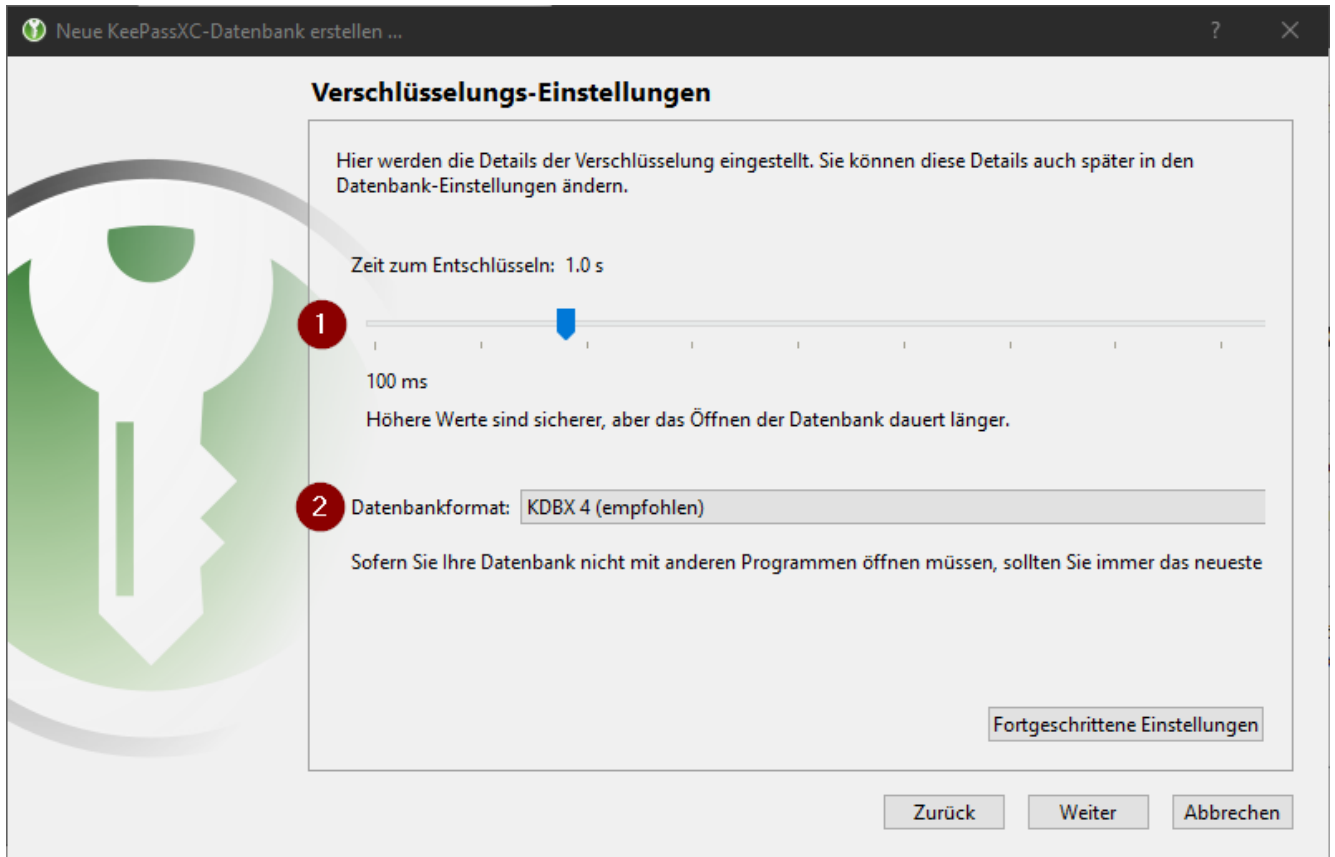 Neue KeePassXC-Datenbank erstellen ...
?
Verschlüsselungs-Einstellungen
Hier werden die Details der Verschlüsselung eingestellt. Sie können diese Details auch später in den
Datenbank-Einstellungen ändern.
Zeit zum Entschlüsseln: 1.0 s
1
100 ms
Höhere Werte sind sicherer, aber das Öffnen der Datenbank dauert länger.
2 Datenbankformat: KDBX 4 (empfohlen)
Sofern Sie Ihre Datenbank nicht mit anderen Programmen öffnen müssen, sollten Sie immer das neueste
Fortgeschrittene Einstellungen
Zurück Weiter Abbrechen